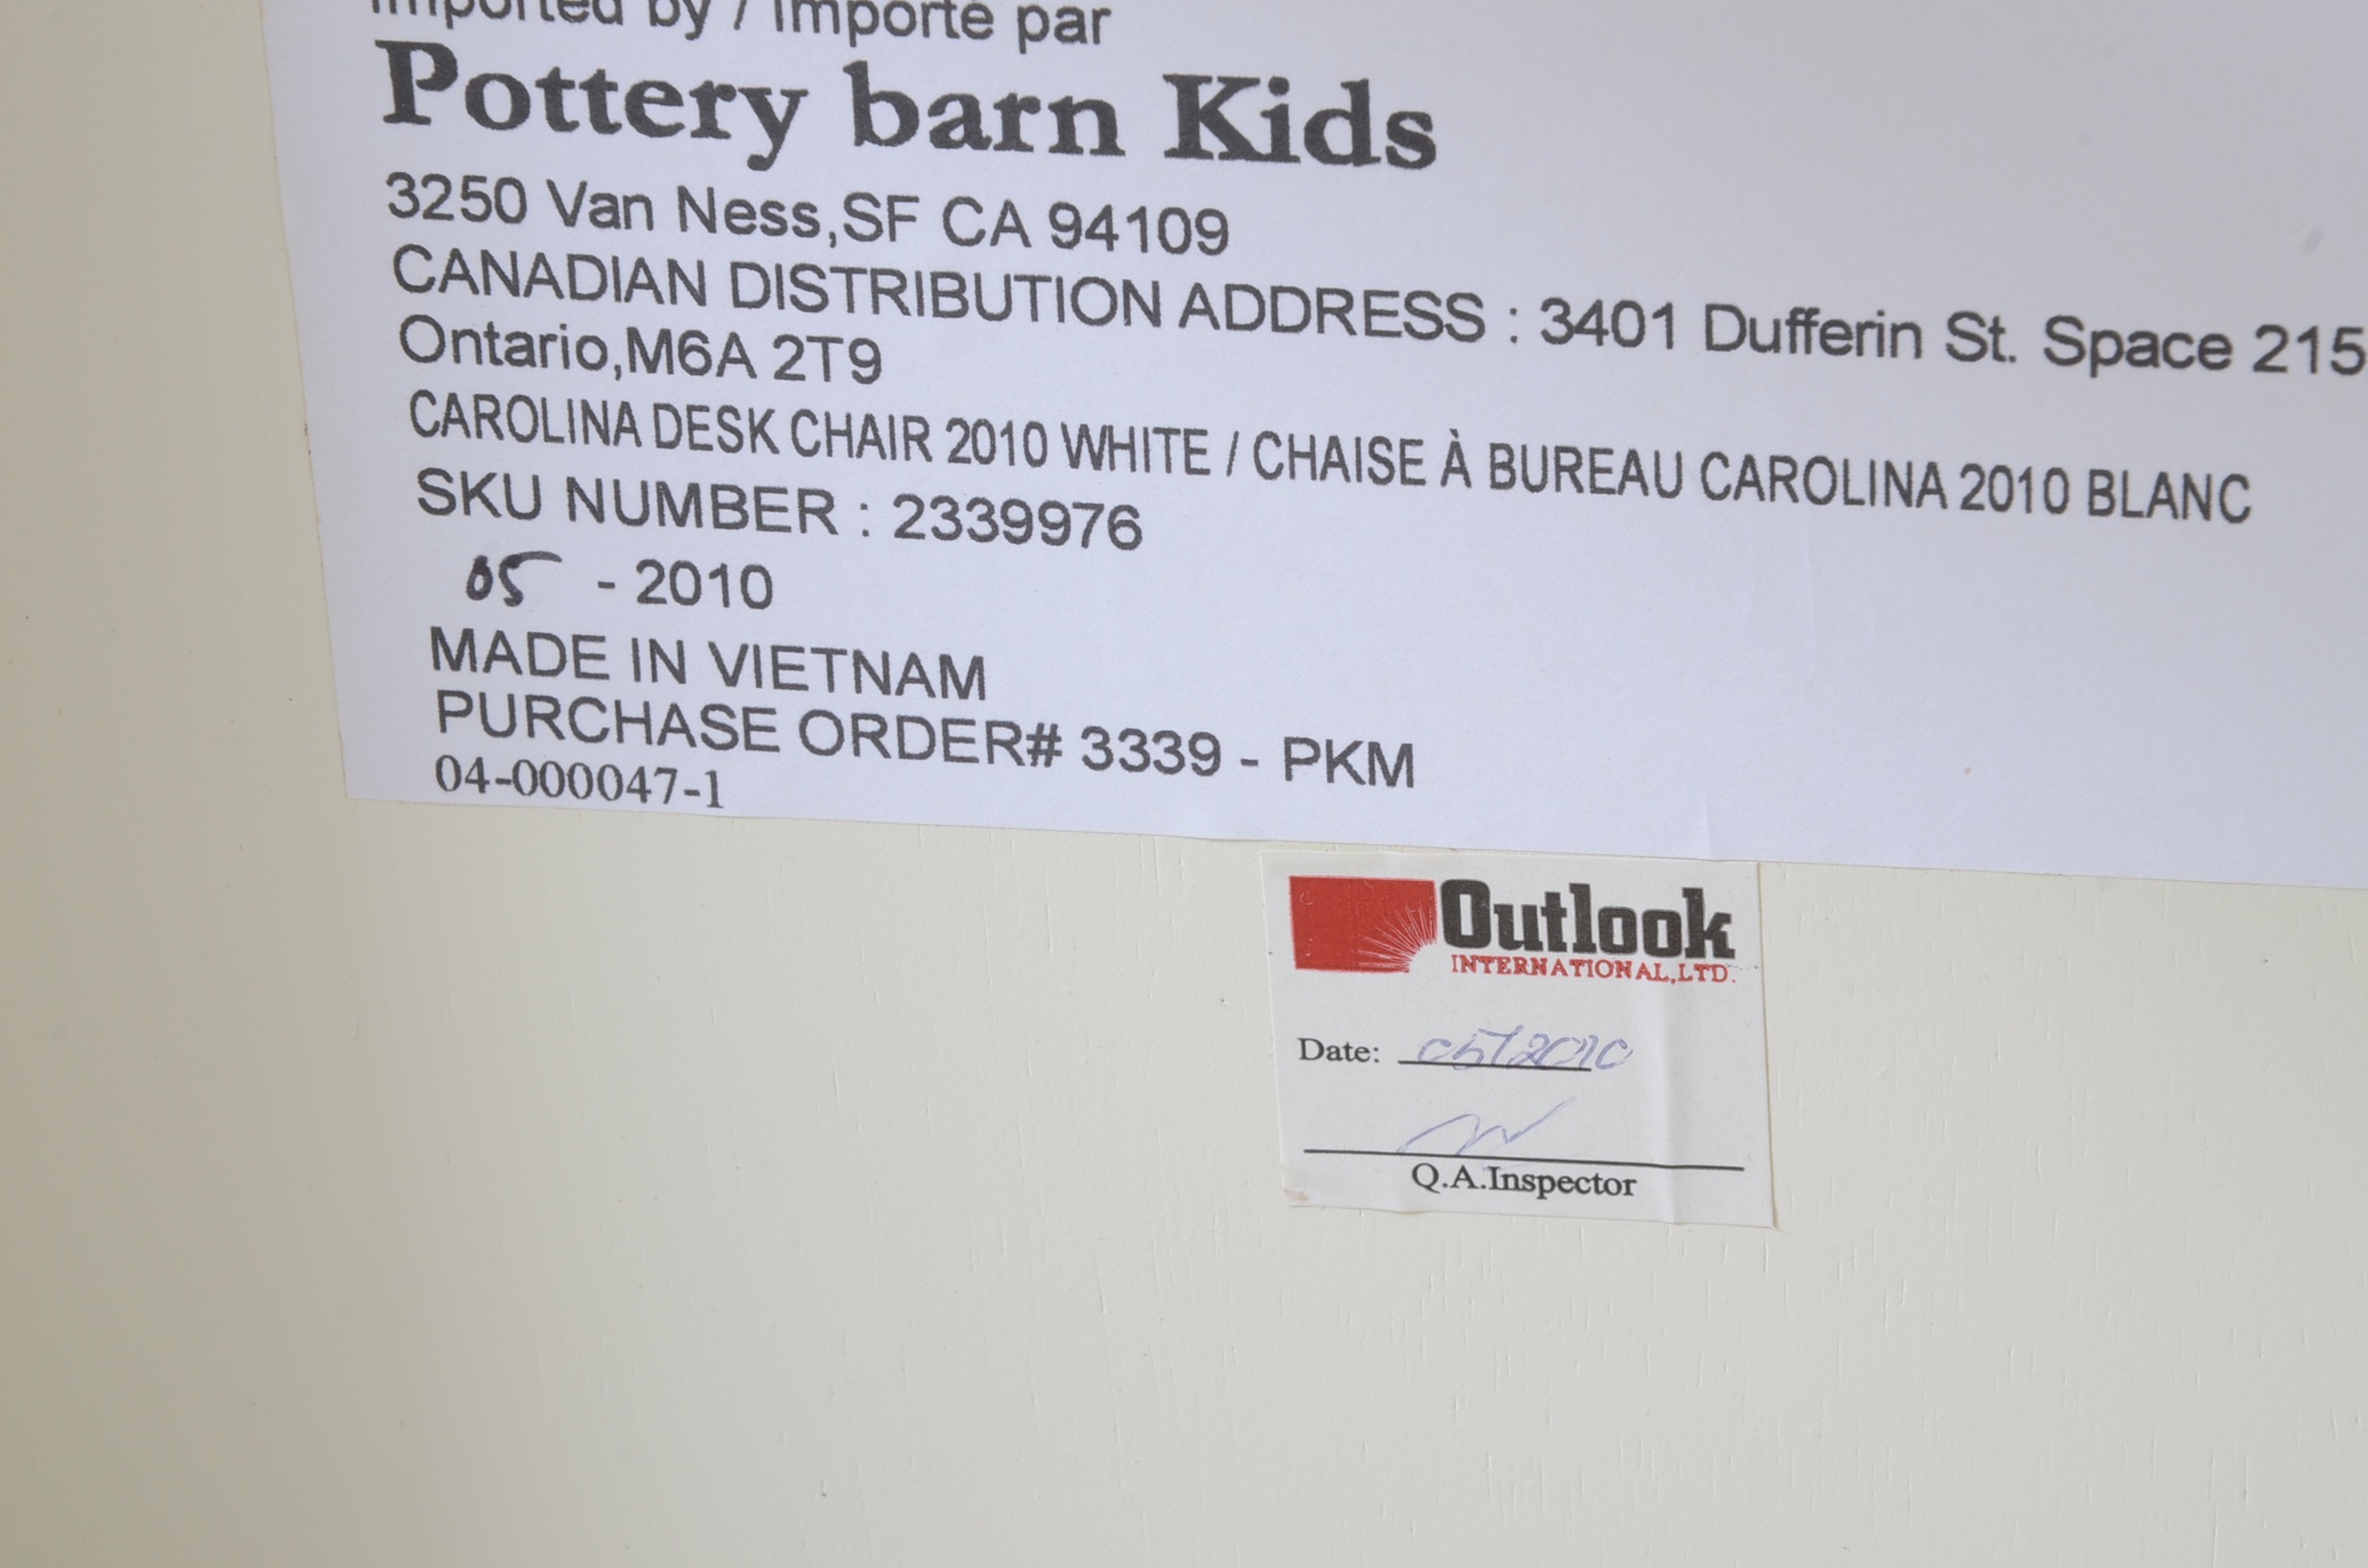 Imported by / Importé par
Pottery barn Kids
3250 Van Ness,SF CA 94109
CANADIAN DISTRIBUTION ADDRESS : 3401 Dufferin St. Space 215
Ontario,M6A 2T9
CAROLINA DESK CHAIR 2010 WHITE / CHAISE À BUREAU CAROLINA 2010 BLANC
SKU NUMBER : 2339976
05 - 2010
MADE IN VIETNAM
PURCHASE ORDER# 3339 - PKM
04-000047-1
Outlook
INTERNATIONAL,LTD.
Date: 05/2010
Q.A.Inspector